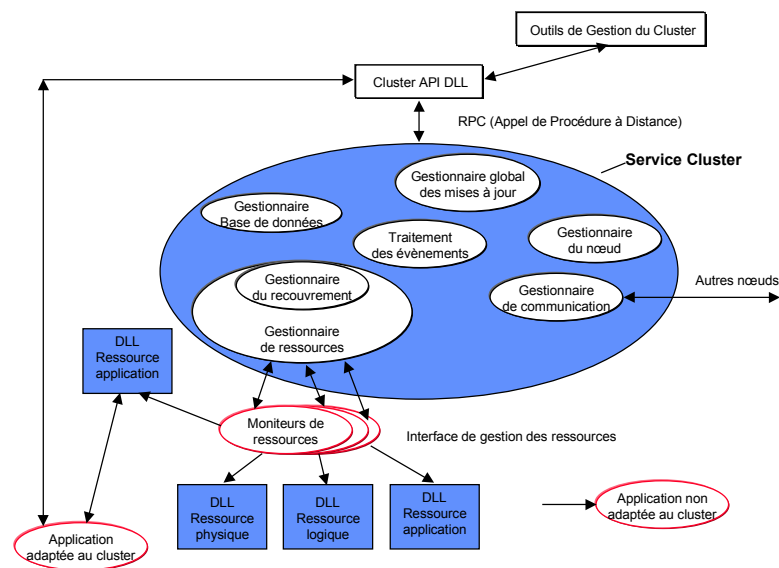 Outils de Gestion du Cluster
Cluster API DLL
RPC (Appel de Procédure à Distance)
Service Cluster
Gestionnaire global
des mises à jour
Gestionnaire
Base de données
Traitement
des évènements
Gestionnaire
du nœud
Gestionnaire
du recouvrement
Gestionnaire
de communication
Autres nœuds
Gestionnaire
de ressources
DLL
Ressource
application
Moniteurs de
ressources
Interface de gestion des ressources
DLL
Ressource
physique
DLL
Ressource
logique
DLL
Ressource
application
Application non
adaptée au cluster
Application
adaptée au cluster